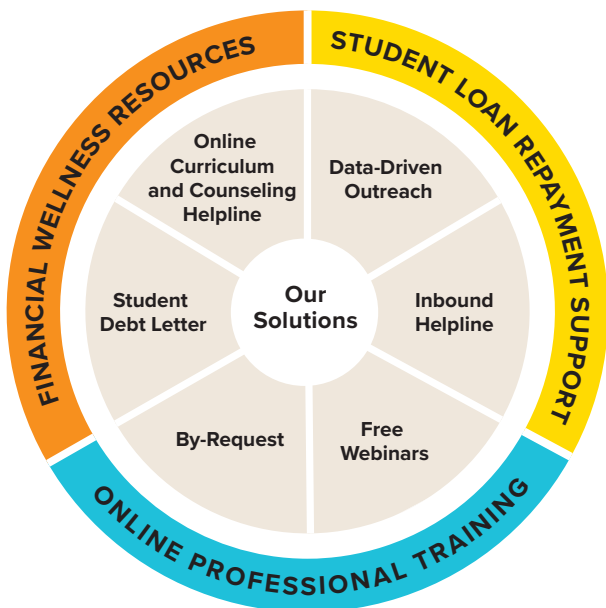 FINANCIAL WELLNESS RESOURCES
STUDENT LOAN REPAYMENT SUPPORT
Online
Curriculum
and Counseling
Helpline
Data-Driven
Outreach
Student
Debt Letter
Our
Solutions
Inbound
Helpline
By-Request
Free
Webinars
ONLINE PROFESSIONAL TRAINING